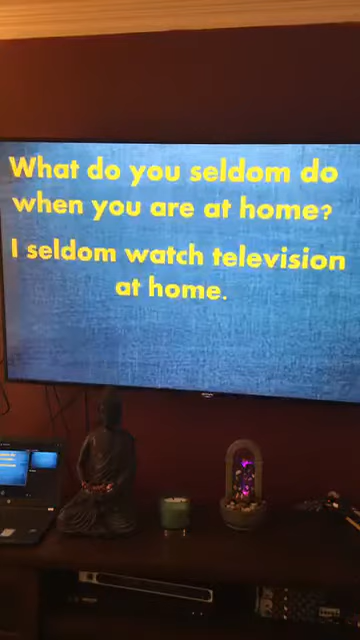 What do you seldom do
when you are at home?
I seldom watch television
at home.